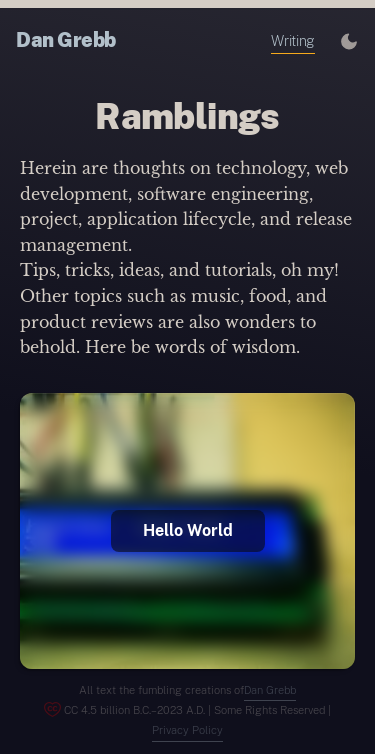 Dan Grebb
Writing
Ramblings
Herein are thoughts on technology, web
development, software engineering,
project, application lifecycle, and release
management.
Tips, tricks, ideas, and tutorials, oh my!
Other topics such as music, food, and
product reviews are also wonders to
behold. Here be words of wisdom.
Hello World
All text the fumbling creations ofDan Grebb
CC 4.5 billion B.C.–2023 A.D. | Some Rights Reserved |
Privacy Policy